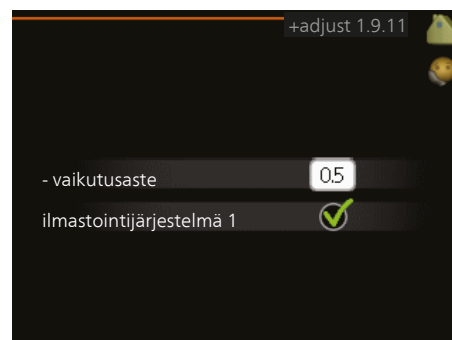 +adjust 1.9.11
- vaikutusaste 0.5
ilmastointijärjestelmä 1